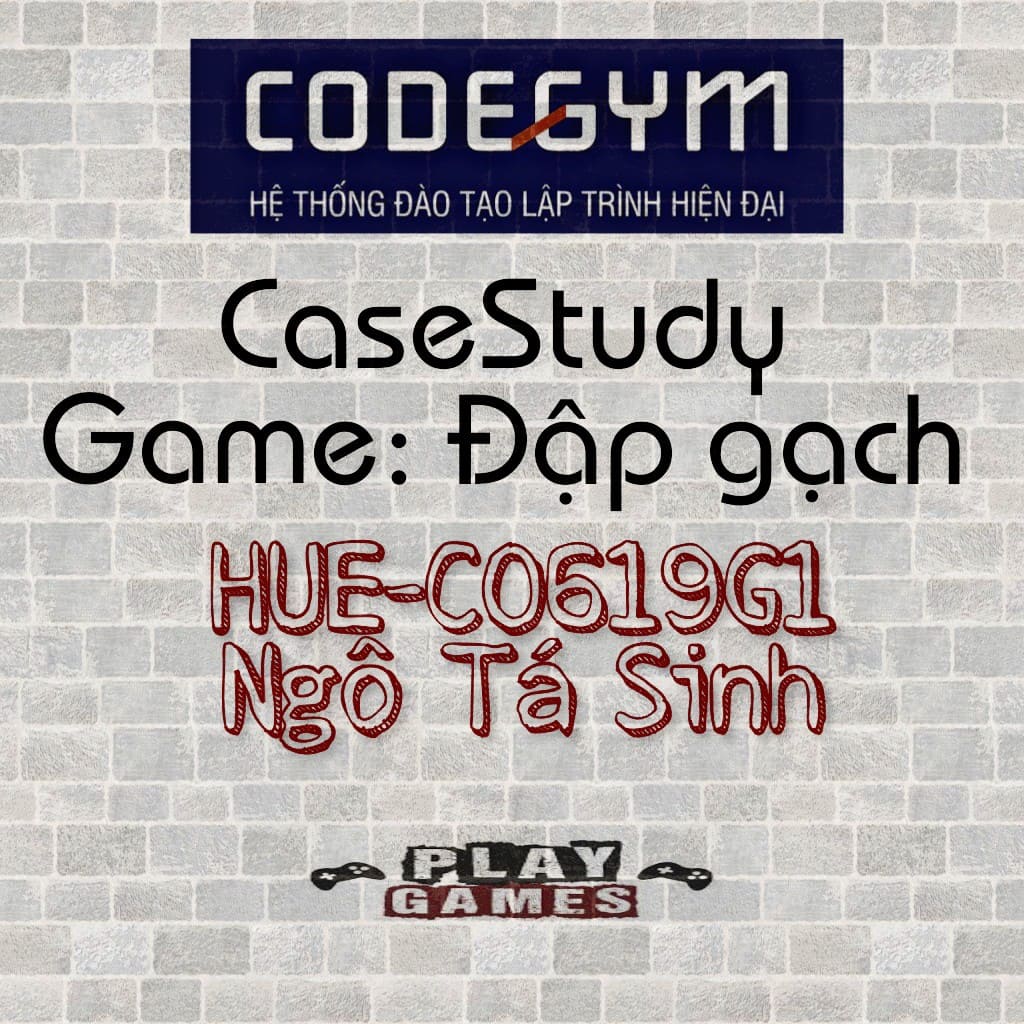 CODEGYM
HỆ THỐNG ĐÀO TẠO LẬP TRÌNH HIỆN ĐẠI
CaseStudy
Game: Đập gạch
HUE-C0619G1
Ngô Tá Sinh
PLAY
GAMES